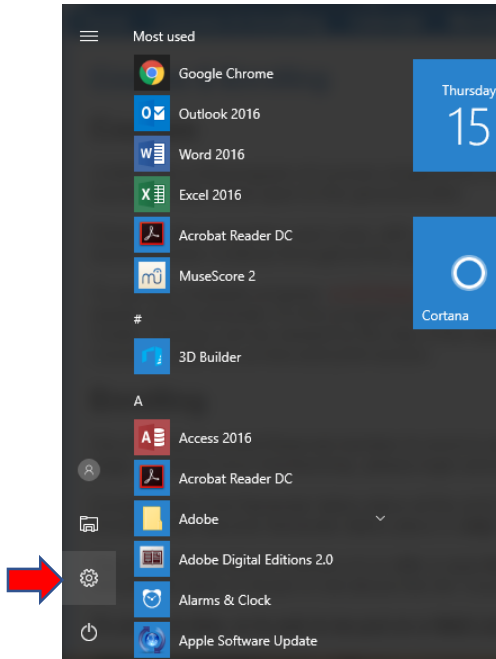 Most used
Google Chrome
Thursday
15
Outlook 2016
Word 2016
Excel 2016
Acrobat Reader DC
MuseScore 2
Cortana
#
3D Builder
A
Access 2016
Acrobat Reader DC
Adobe
Adobe Digital Editions 2.0
Alarms & Clock
Apple Software Update